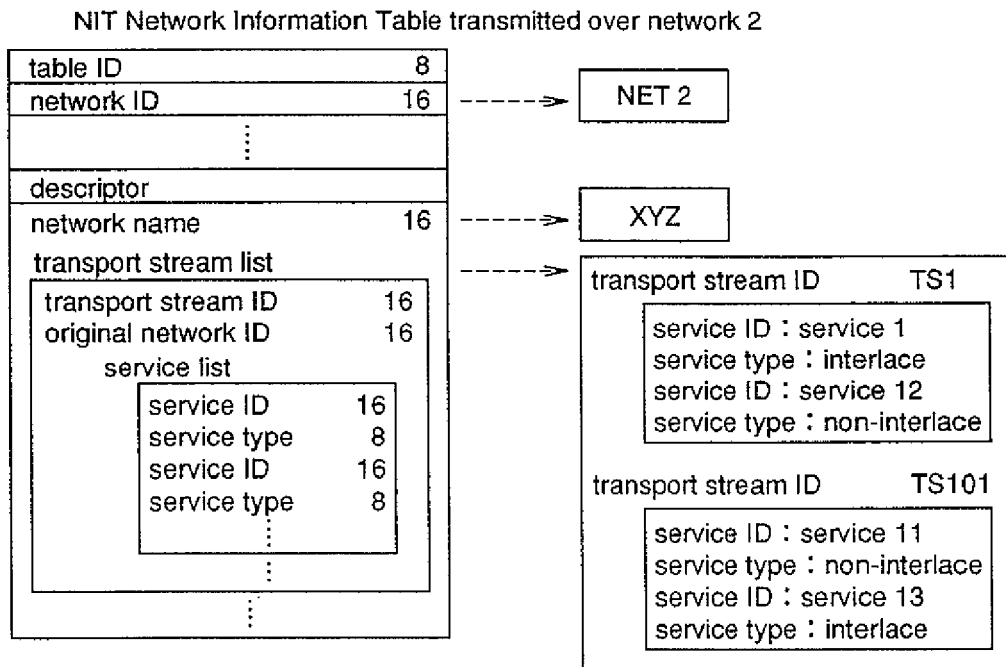 NIT Network Information Table transmitted over network 2
table ID 8
network ID 16
NET 2
descriptor
network name 16
XYZ
transport stream list
transport stream ID 16
original network ID 16
service list
service ID 16
service type 8
service ID 16
service type 8
transport stream ID TS1
service ID : service 1
service type : interlace
service ID : service 12
service type : non-interlace
transport stream ID TS101
service ID : service 11
service type : non-interlace
service ID : service 13
service type : interlace